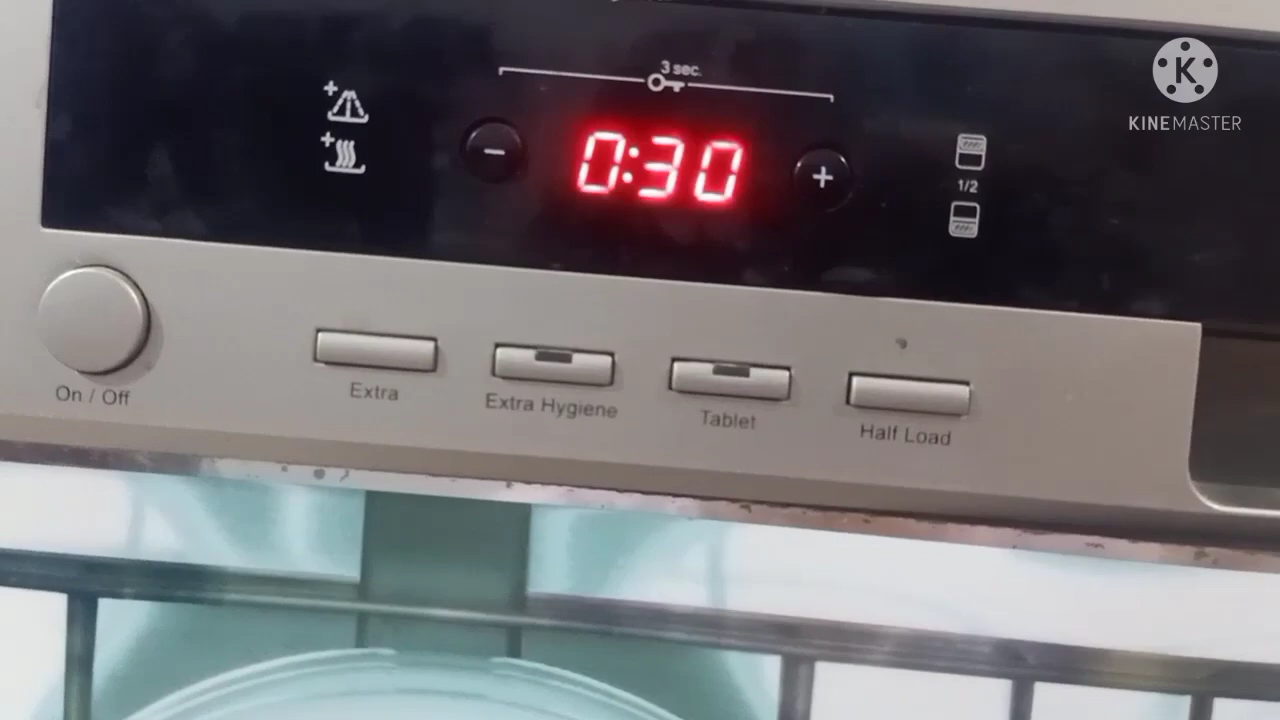 3 sec.
− 0:30 +
1/2
On / Off
Extra
Extra Hygiene
Tablet
Half Load
K
KINEMASTER